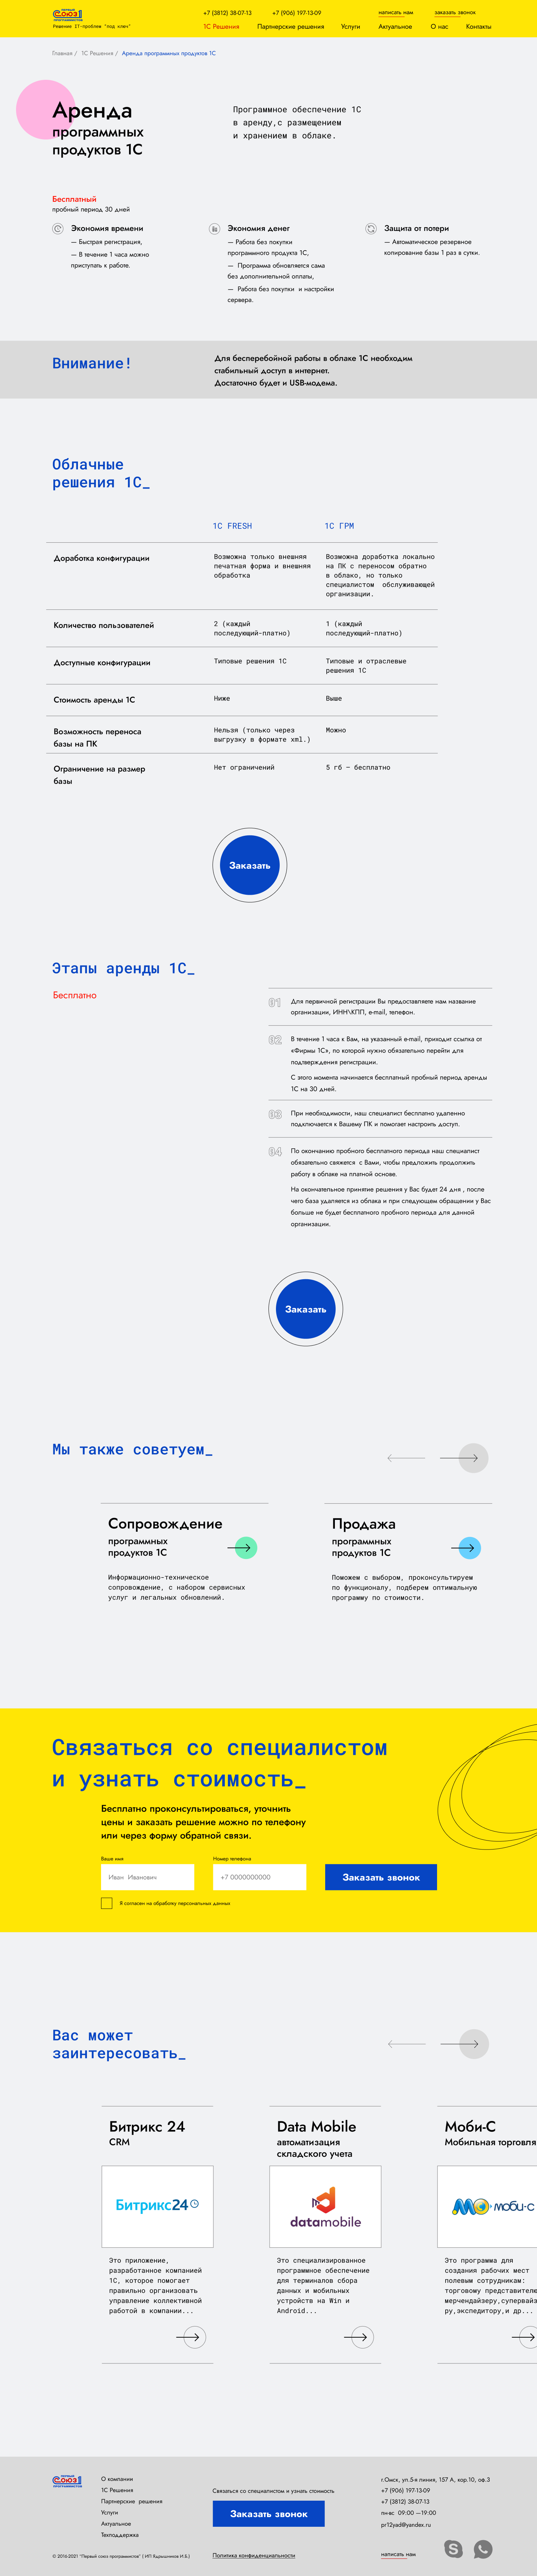 ПЕРВЫЙ
СОЮЗ
ПРОГРАММИСТОВ
Решение IT-проблем "под ключ"
+7 (3812) 38-07-13
+7 (906) 197-13-09
написать нам
заказать звонок
1С Решения
Партнерские решения
Услуги
Актуальное
О нас
Контакты
Главная / 1С Решения / Аренда программных продуктов 1С
Аренда
программных
продуктов 1С
Программное обеспечение 1С
в аренду,с размещением
и хранением в облаке.
Бесплатный
пробный период 30 дней
Экономия времени
— Быстрая регистрация,
— В течение 1 часа можно
приступать к работе.
Экономия денег
— Работа без покупки
программного продукта 1С,
— Программа обновляется сама
без дополнительной оплаты,
— Работа без покупки и настройки
сервера.
Защита от потери
— Автоматическое резервное
копирование базы 1 раз в сутки.
Внимание!
Для бесперебойной работы в облаке 1С необходим
стабильный доступ в интернет.
Достаточно будет и USB-модема.
Облачные
решения 1С_
1С FRESH
1С ГРМ
Доработка конфигурации
Возможна только внешняя
печатная форма и внешняя
обработка
Возможна доработка локально
на ПК с переносом обратно
в облако, но только
специалистом обслуживающей
организации.
Количество пользователей
2 (каждый
последующий-платно)
1 (каждый
последующий-платно)
Доступные конфигурации
Типовые решения 1С
Типовые и отраслевые
решения 1С
Стоимость аренды 1С
Ниже
Выше
Возможность переноса
базы на ПК
Нельзя (только через
выгрузку в формате xml.)
Можно
Ограничение на размер
базы
Нет ограничений
5 гб - бесплатно
Заказать
Этапы аренды 1С_
Бесплатно
01
Для первичной регистрации Вы предоставляете нам название
организации, ИНН\КПП, e-mail, телефон.
02
В течение 1 часа к Вам, на указанный e-mail, приходит ссылка от
«Фирмы 1С», по которой нужно обязательно перейти для
подтверждения регистрации.
С этого момента начинается бесплатный пробный период аренды
1С на 30 дней.
03
При необходимости, наш специалист бесплатно удаленно
подключается к Вашему ПК и помогает настроить доступ.
04
По окончанию пробного бесплатного периода наш специалист
обязательно свяжется с Вами, чтобы предложить продолжить
работу в облаке на платной основе.
На окончательное принятие решения у Вас будет 24 дня , после
чего база удаляется из облака и при следующем обращении у Вас
больше не будет бесплатного пробного периода для данной
организации.
Заказать
Мы также советуем_
Сопровождение
программных
продуктов 1С
Информационно-техническое
сопровождение, с набором сервисных
услуг и легальных обновлений.
Продажа
программных
продуктов 1С
Поможем с выбором, проконсультируем
по функционалу, подберем оптимальную
программу по стоимости.
Связаться со специалистом
и узнать стоимость_
Бесплатно проконсультироваться, уточнить
цены и заказать решение можно по телефону
или через форму обратной связи.
Ваше имя
Номер телефона
Иван Иванович
+7 0000000000
Заказать звонок
Я согласен на обработку персональных данных
Вас может
заинтересовать_
Битрикс 24
CRM
Битрикс24
Это приложение,
разработанное компанией
1С, которое помогает
правильно организовать
управление коллективной
работой в компании...
Data Mobile
автоматизация
складского учета
datamobile
Это специализированное
программное обеспечение
для терминалов сбора
данных и мобильных
устройств на Win и
Android...
Моби-С
Мобильная торговля
моби-с
Это программа для
создания рабочих мест
полевым сотрудникам:
торговому представителю
мерчендайзеру,супервайз
ру,экспедитору,и др...
ПЕРВЫЙ
СОЮЗ
ПРОГРАММИСТОВ
О компании
1С Решения
Партнерские решения
Услуги
Актуальное
Техподдержка
Связаться со специалистом и узнать стоимость
Заказать звонок
г.Омск, ул.5-я линия, 157 А, кор.10, оф.3
+7 (906) 197-13-09
+7 (3812) 38-07-13
пн-вс 09:00 —19:00
pr12yad@yandex.ru
написать нам
© 2016-2021 "Первый союз программистов" ( ИП Ядрышников И.Б.)
Политика конфиденциальности